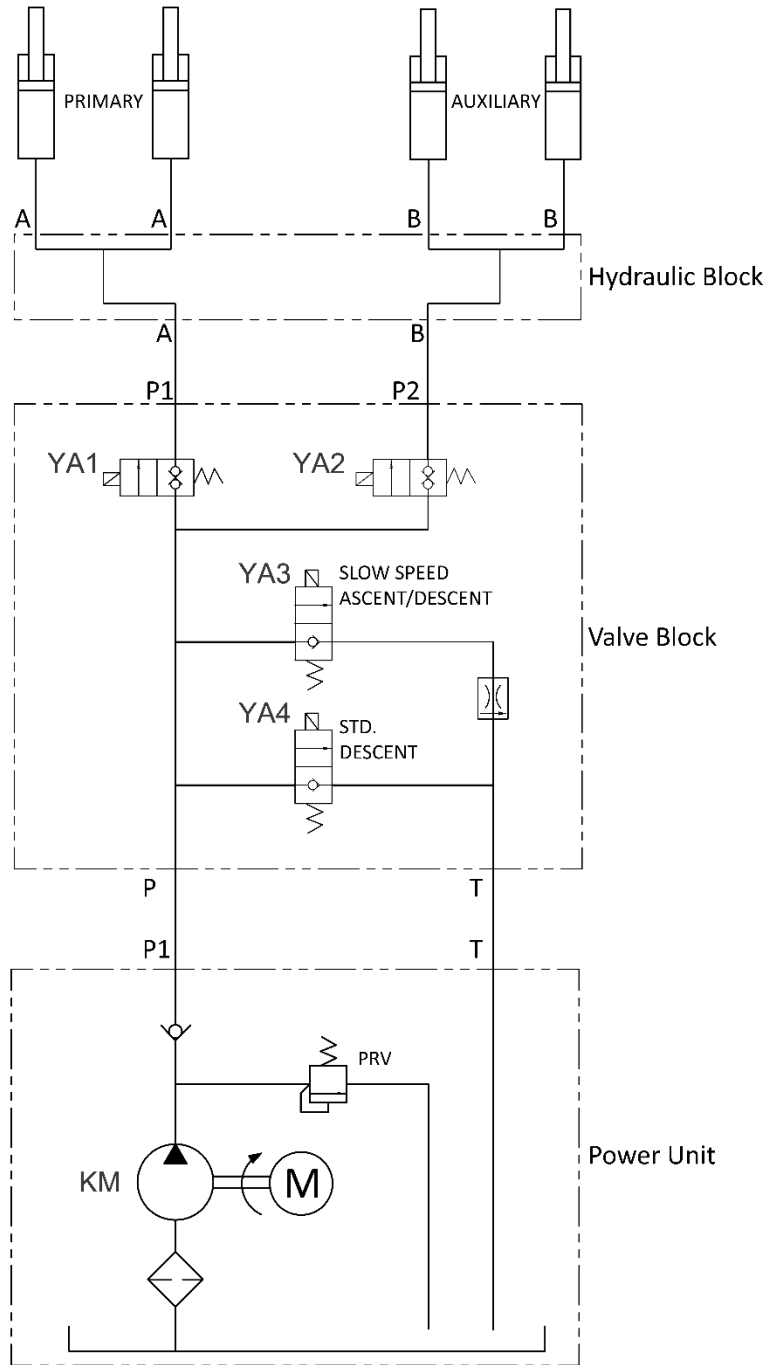 PRIMARY
AUXILIARY
A
A
B
B
Hydraulic Block
A
B
P1
P2
YA1
YA2
YA3
SLOW SPEED
ASCENT/DESCENT
Valve Block
YA4
STD.
DESCENT
P
T
P1
T
PRV
KM
M
Power Unit